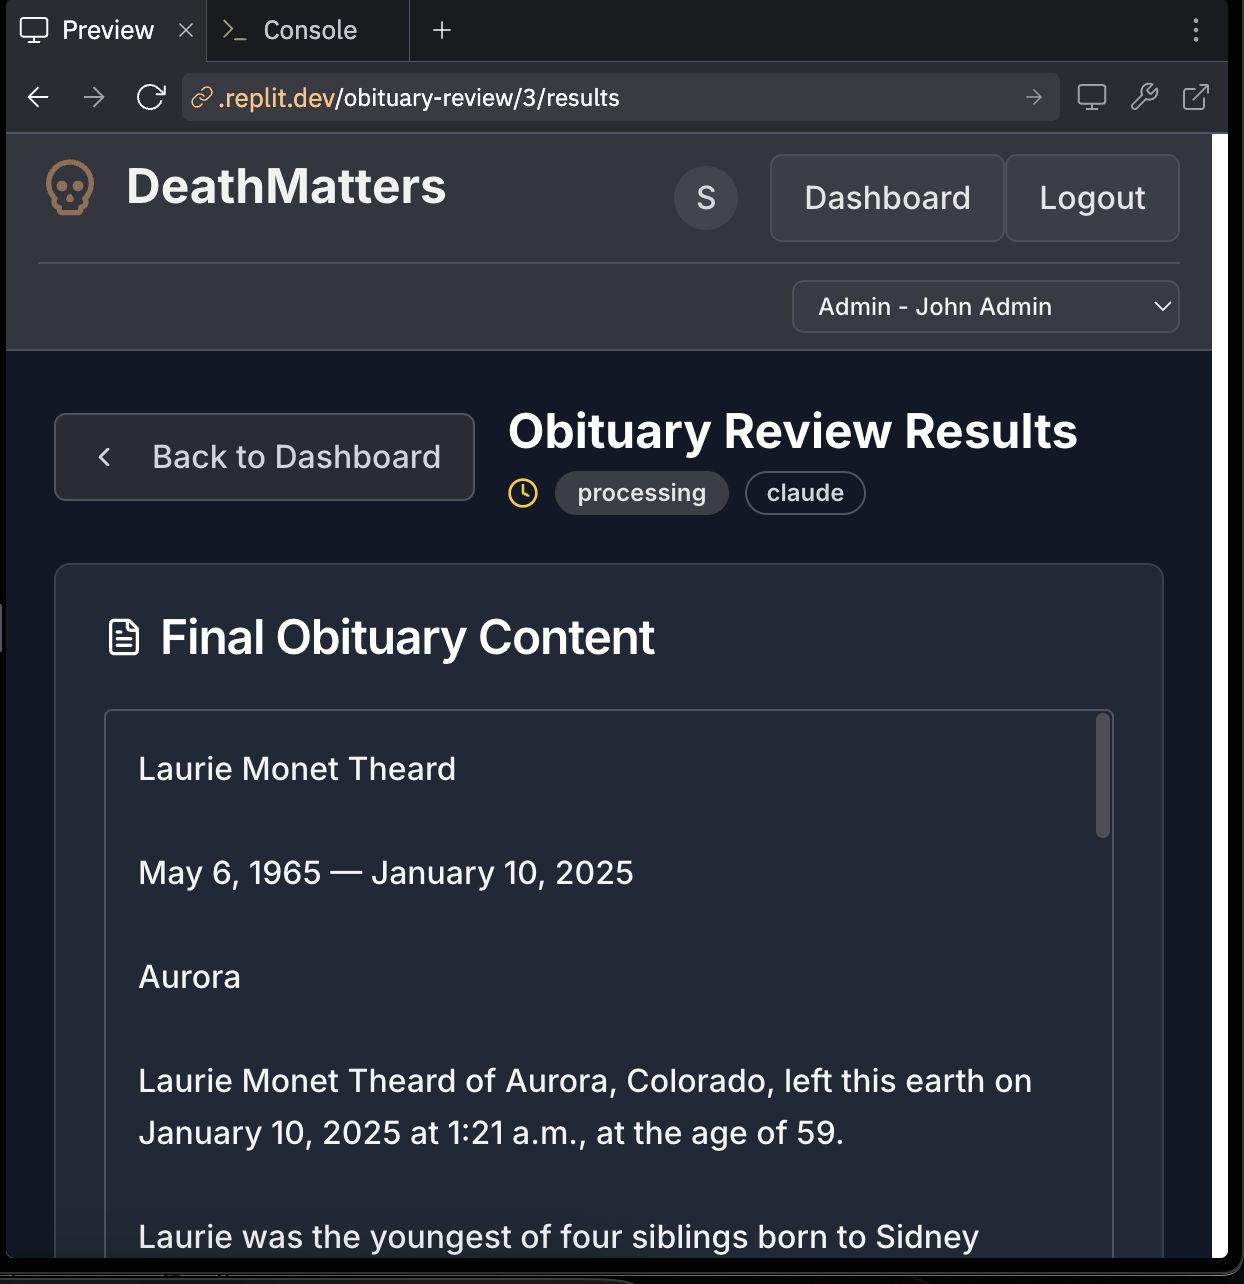 Preview
Console
.replit.dev/obituary-review/3/results
DeathMatters
S
Dashboard
Logout
Admin - John Admin
Back to Dashboard
Obituary Review Results
processing
claude
Final Obituary Content
Laurie Monet Theard
May 6, 1965 — January 10, 2025
Aurora
Laurie Monet Theard of Aurora, Colorado, left this earth on
January 10, 2025 at 1:21 a.m., at the age of 59.
Laurie was the youngest of four siblings born to Sidney